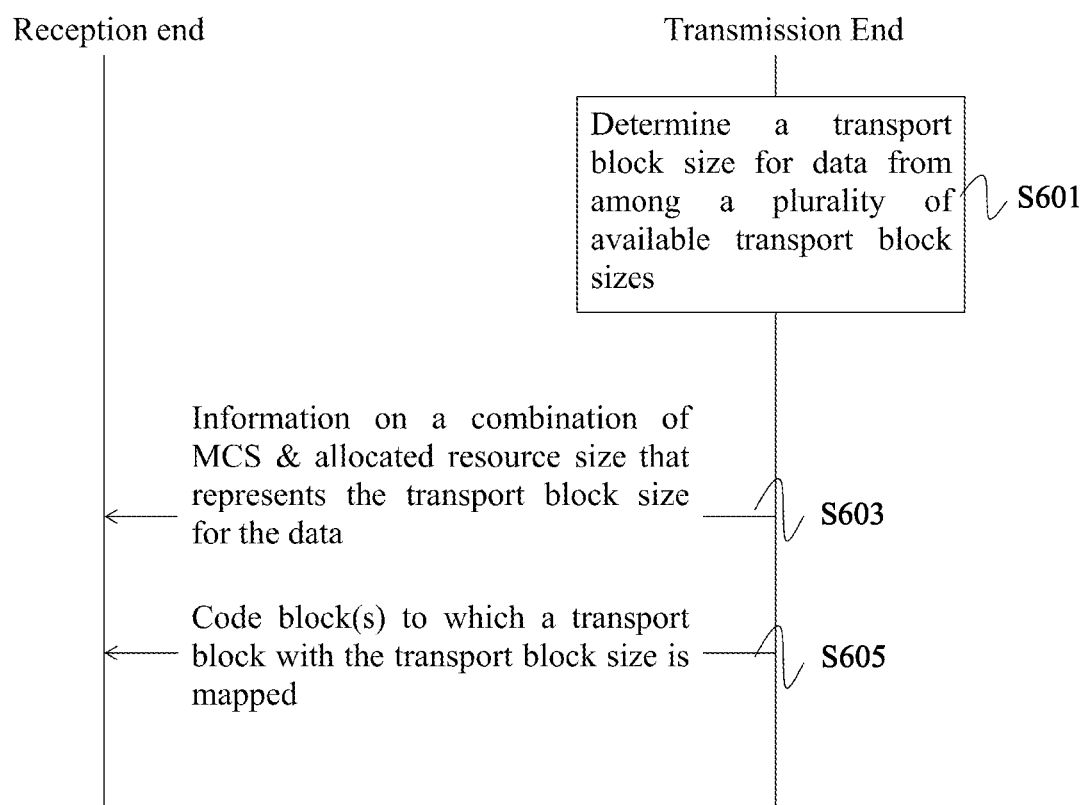 Reception end
Transmission End
Determine a transport
block size for data from
among a plurality of
available transport block
sizes
S601
Information on a combination of
MCS & allocated resource size that
represents the transport block size
for the data
S603
Code block(s) to which a transport
block with the transport block size is
mapped
S605